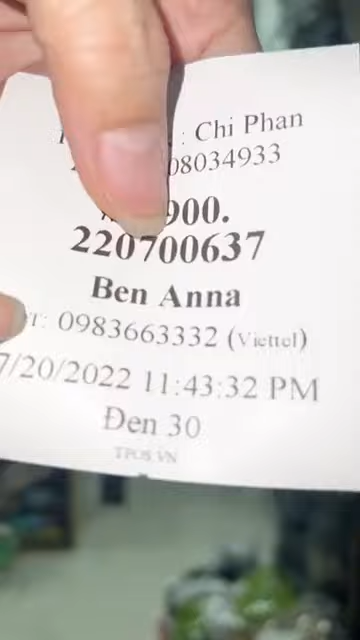 : Chi Phan
08034933
900.
220700637
Ben Anna
0983663332 (Viettel)
7/20/2022 11:43:32 PM
Đen 30
TPOS.VN